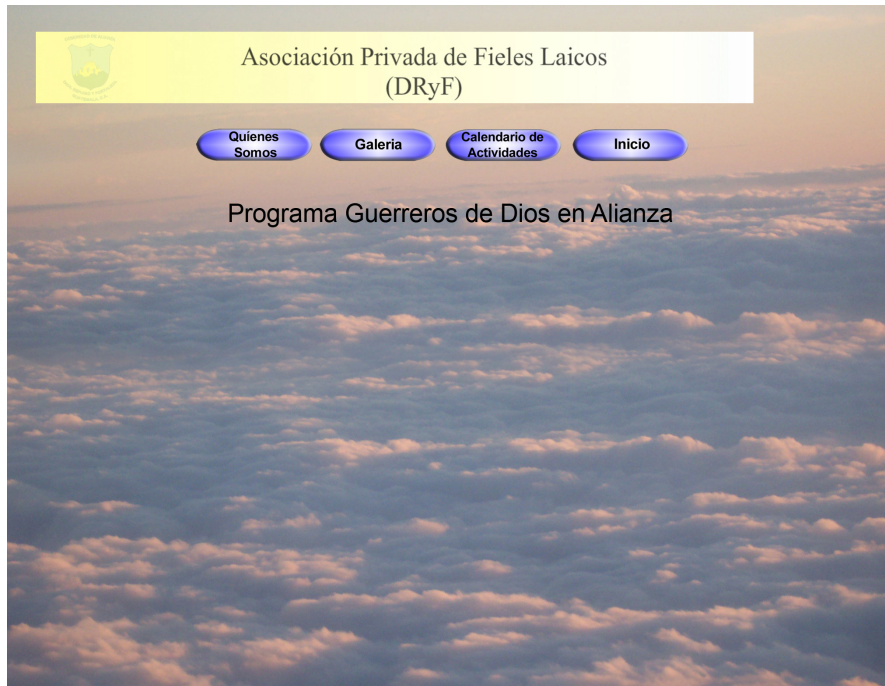 Asociación Privada de Fieles Laicos
(DRyF)
Quíenes
Somos
Galeria
Calendario de
Actividades
Inicio
Programa Guerreros de Dios en Alianza